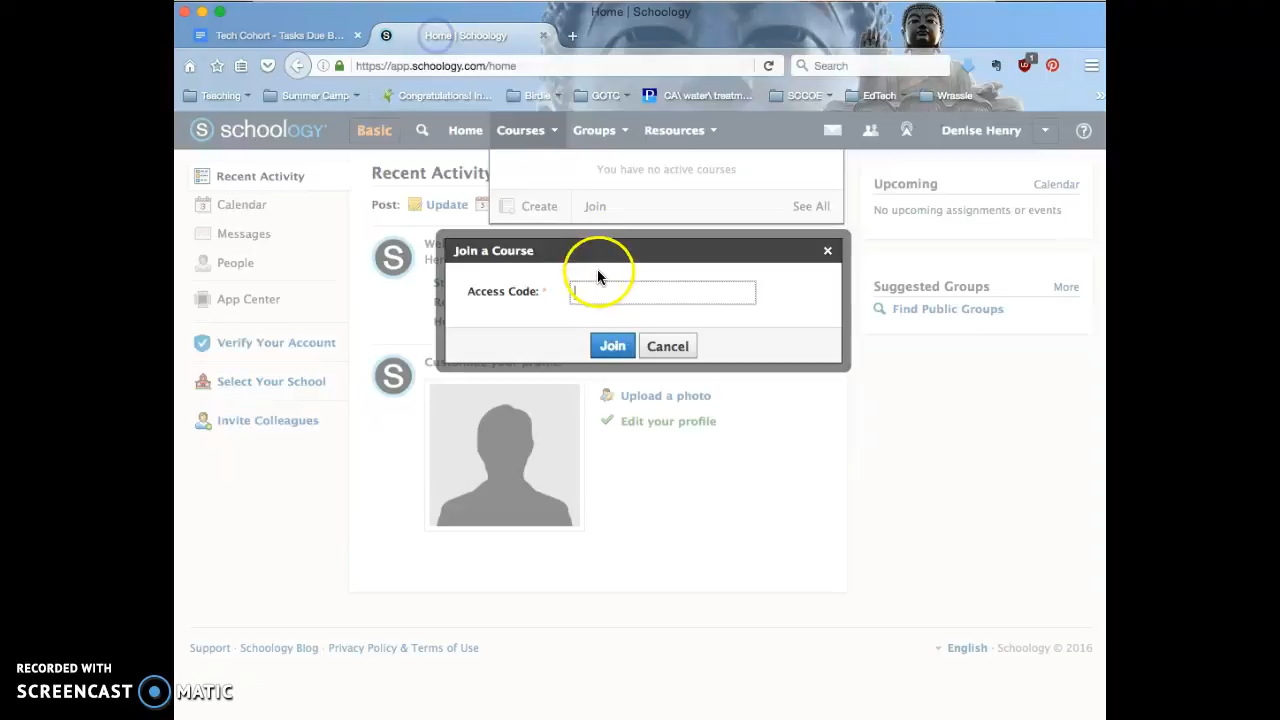 Home | Schoology
Tech Cohort - Tasks Due B...
Home | Schoology
https://app.schoology.com/home
Search
1
Teaching
Summer Camp
Congratulations! In...
Birdie
GOTC
CA\ water\ treatm...
SCCOE
EdTech
Wrassle
S schoology
Basic
Home
Courses
Groups
Resources
Denise Henry
Recent Activity
Calendar
Messages
People
App Center
Verify Your Account
Select Your School
Invite Colleagues
Recent Activity
Post: Update
You have no active courses
Create
Join
See All
Join a Course
Access Code: *
Join
Cancel
Upload a photo
Edit your profile
Upcoming
Calendar
No upcoming assignments or events
Suggested Groups
More
Find Public Groups
Support · Schoology Blog · Privacy Policy & Terms of Use
English · Schoology © 2016
RECORDED WITH
SCREENCAST MATIC